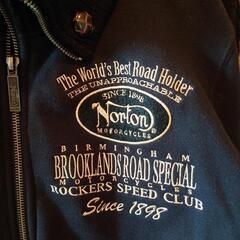 The World's Best Road Holder
THE UNAPPROACHABLE
SINCE 1898
Norton
MOTORCYCLES
BIRMINGHAM
BROOKLANDS ROAD SPECIAL
MOTORCYCLES
ROCKERS SPEED CLUB
Since 1898